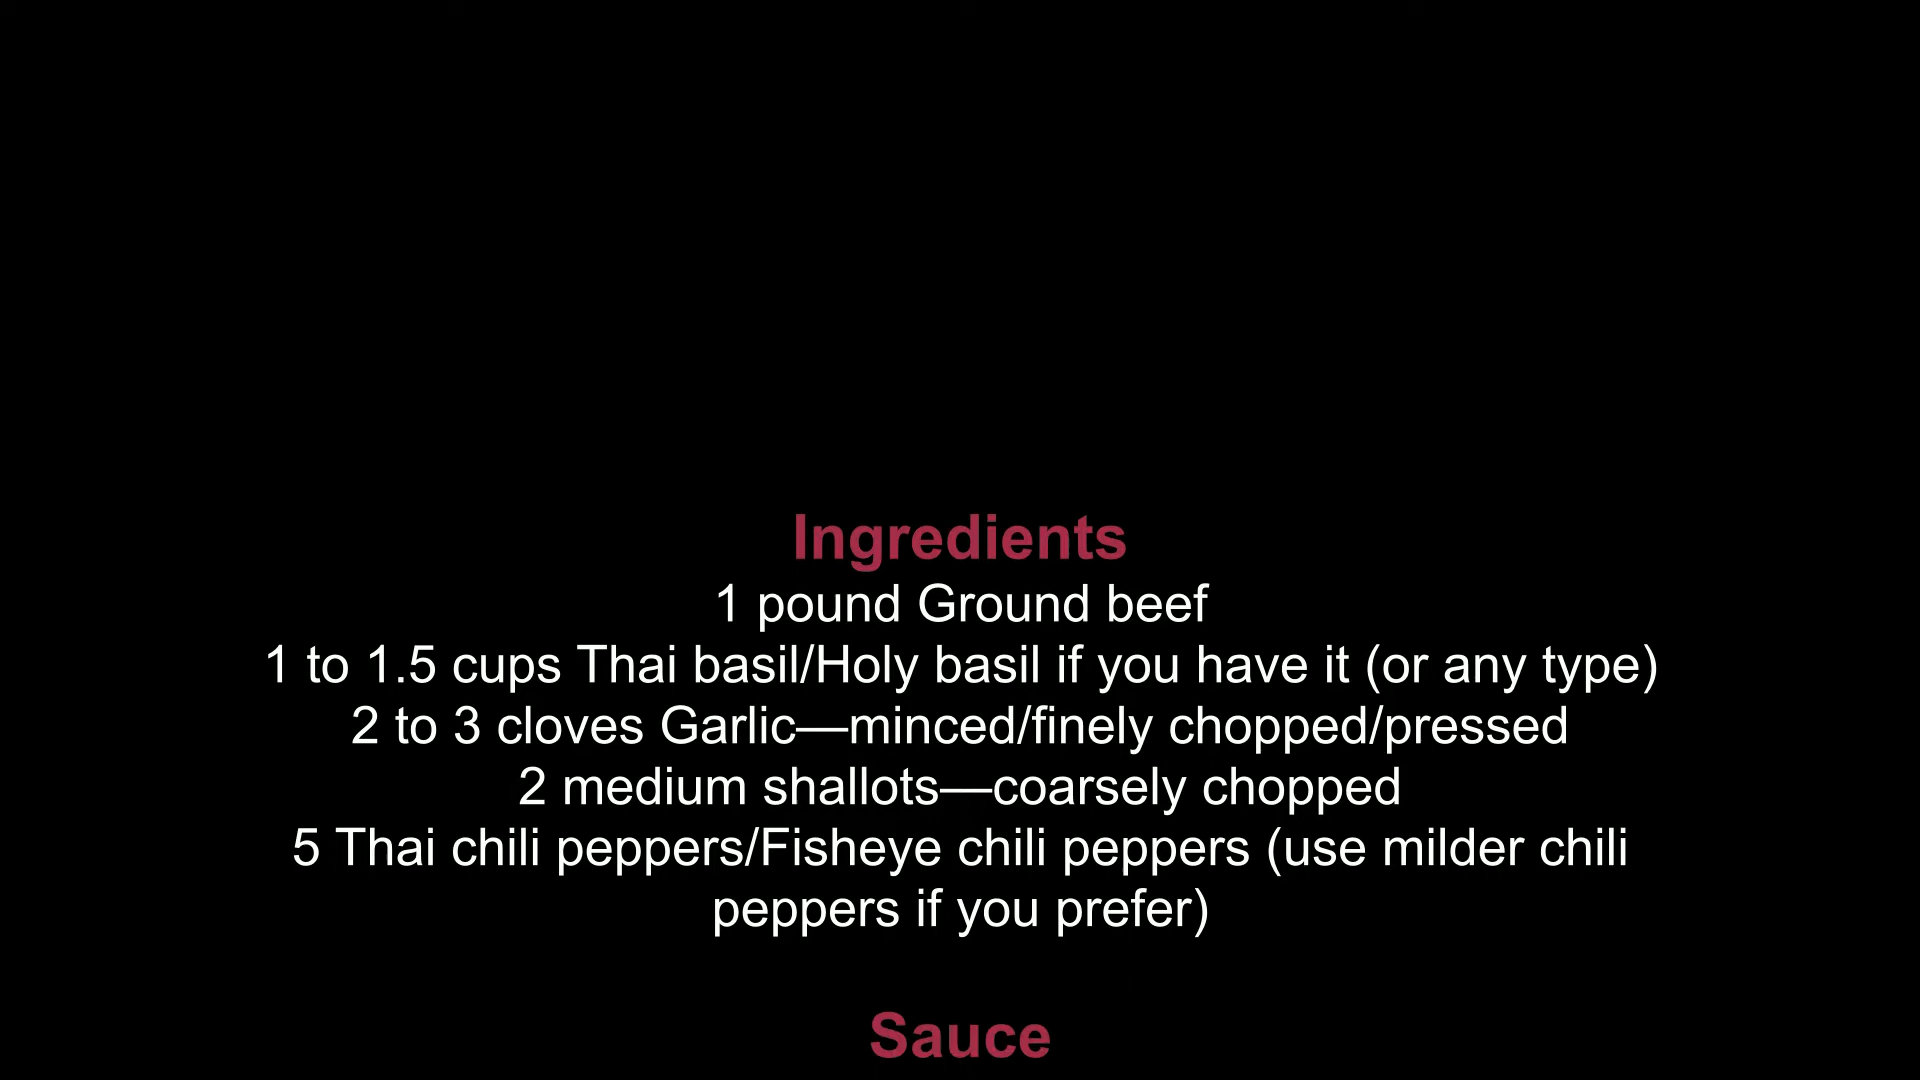 Ingredients
1 pound Ground beef
1 to 1.5 cups Thai basil/Holy basil if you have it (or any type)
2 to 3 cloves Garlic—minced/finely chopped/pressed
2 medium shallots—coarsely chopped
5 Thai chili peppers/Fisheye chili peppers (use milder chili
peppers if you prefer)
Sauce